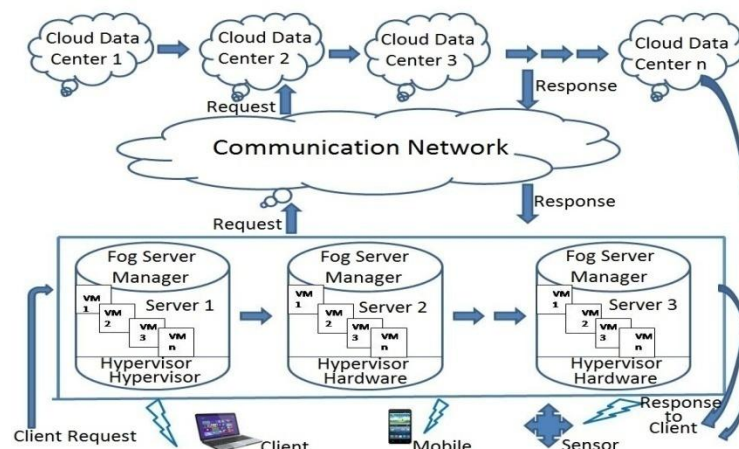 Cloud Data
Center 1
Cloud Data
Center 2
Cloud Data
Center 3
Cloud Data
Center n
Request
Response
Communication Network
Request
Response
Fog Server
Manager
Server 1
VM
1
VM
2
VM
3
VM
n
Hypervisor
Hypervisor
Fog Server
Manager
Server 2
VM
1
VM
2
VM
3
VM
n
Hypervisor
Hardware
Fog Server
Manager
Server 3
VM
1
VM
2
VM
3
VM
n
Hypervisor
Hardware
Client Request
Client
Mobile
Sensor
Response
to
Client